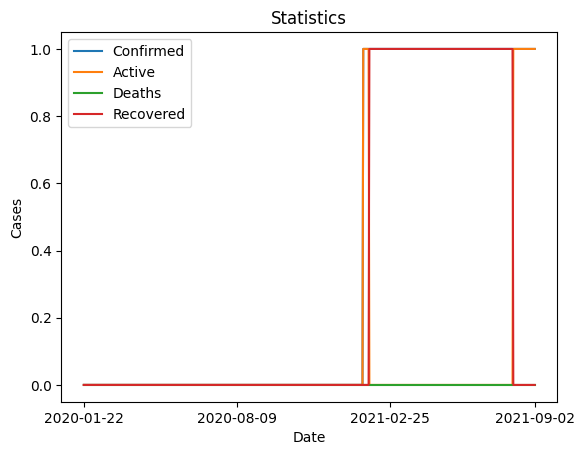 Statistics
Confirmed
Active
Deaths
Recovered
1.0
0.8
0.6
0.4
0.2
0.0
Cases
2020-01-22
2020-08-09
2021-02-25
2021-09-02
Date